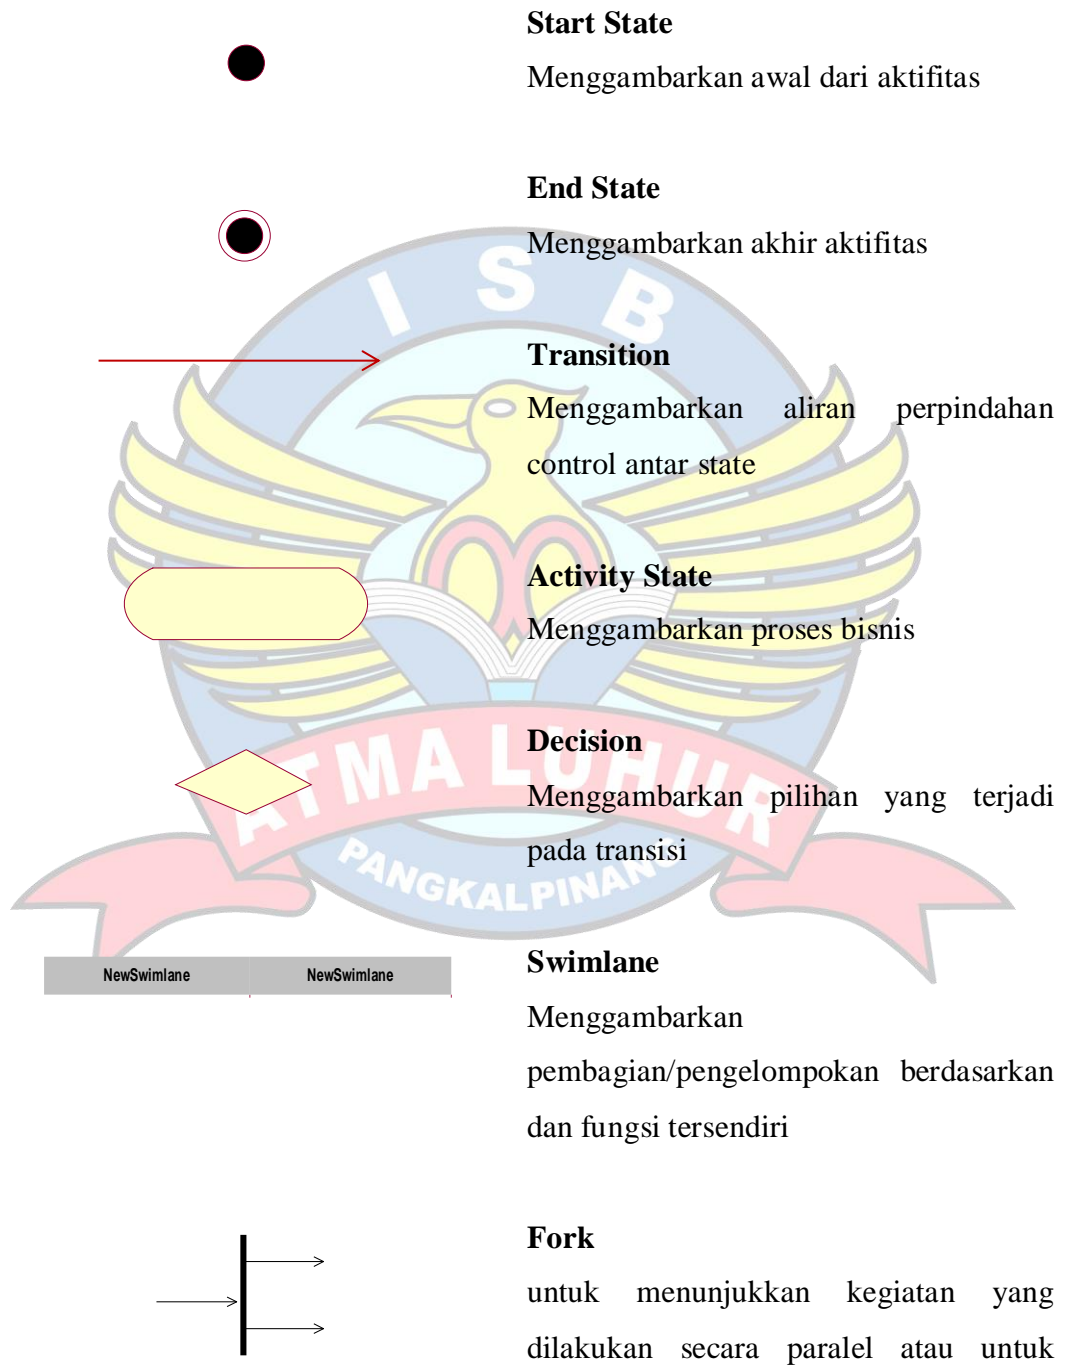 Start State
Menggambarkan awal dari aktifitas
End State
Menggambarkan akhir aktifitas
I S B
Transition
Menggambarkan aliran perpindahan
control antar state
Activity State
Menggambarkan proses bisnis
ATMA LUHUR
Decision
Menggambarkan pilihan yang terjadi
pada transisi
PANGKALPINANG
NewSwimlane NewSwimlane
Swimlane
Menggambarkan
pembagian/pengelompokan berdasarkan
dan fungsi tersendiri
Fork
untuk menunjukkan kegiatan yang
dilakukan secara paralel atau untuk